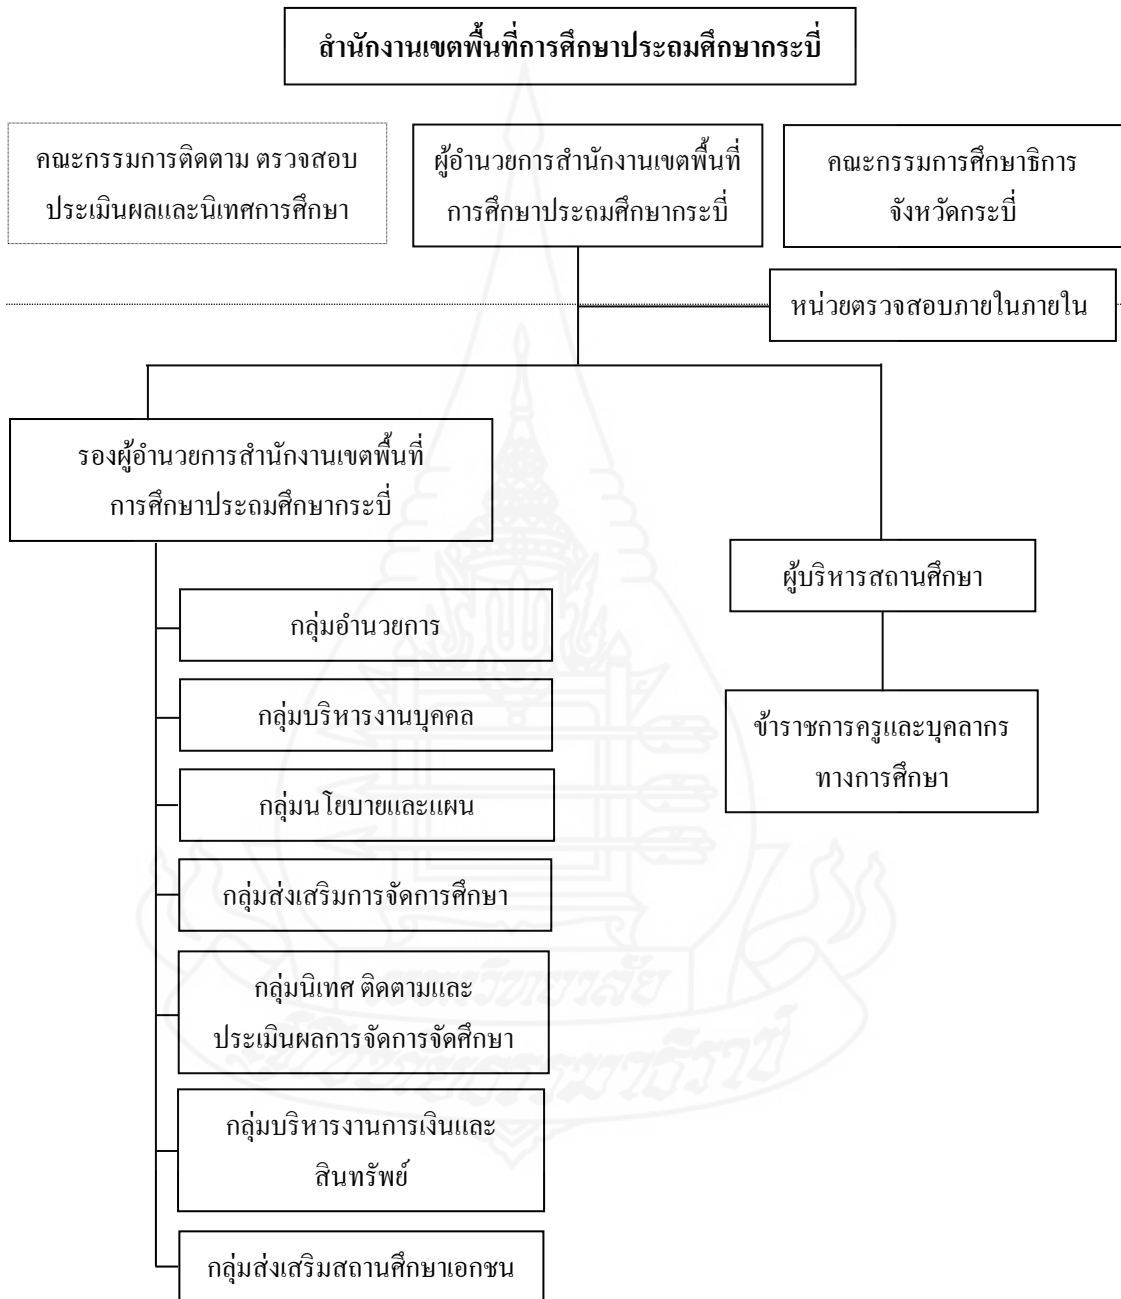 สำนักงานเขตพื้นที่การศึกษาประถมศึกษากระบี่
คณะกรรมการติดตาม ตรวจสอบ
ประเมินผลและนิเทศการศึกษา
ผู้อำนวยการสำนักงานเขตพื้นที่
การศึกษาประถมศึกษากระบี่
คณะกรรมการศึกษาธิการ
จังหวัดกระบี่
หน่วยตรวจสอบภายในภายใน
รองผู้อำนวยการสำนักงานเขตพื้นที่
การศึกษาประถมศึกษากระบี่
กลุ่มอำนวยการ
กลุ่มบริหารงานบุคคล
กลุ่มนโยบายและแผน
กลุ่มส่งเสริมการจัดการศึกษา
กลุ่มนิเทศ ติดตามและ
ประเมินผลการจัดการจัดศึกษา
กลุ่มบริหารงานการเงินและ
สินทรัพย์
กลุ่มส่งเสริมสถานศึกษาเอกชน
ผู้บริหารสถานศึกษา
ข้าราชการครูและบุคลากร
ทางการศึกษา